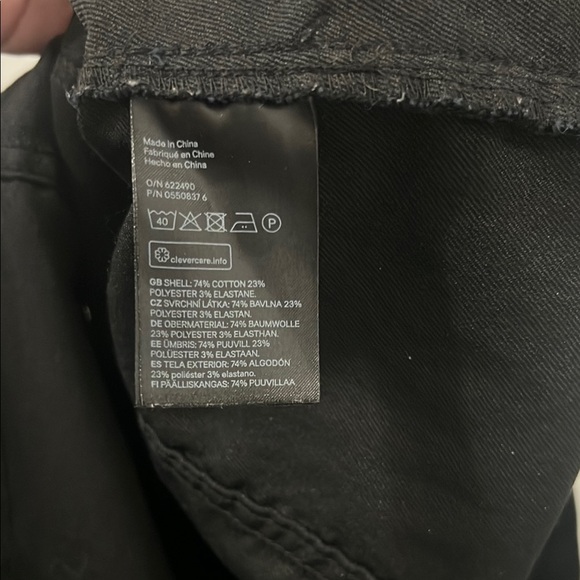 Made in China
Fabriqué en Chine
Hecho en China
O/N 622490
P/N 0550837 6
40 P
clevercare.info
GB SHELL: 74% COTTON 23%
POLYESTER 3% ELASTANE.
CZ SVRCHNÍ LÁTKA: 74% BAVLNA 23%
POLYESTER 3% ELASTAN.
DE OBERMATERIAL: 74% BAUMWOLLE
23% POLYESTER 3% ELASTHAN.
EE ÜMBRIS: 74% PUUVILL 23%
POLÜESTER 3% ELASTAAN.
ES TELA EXTERIOR: 74% ALGODÓN
23% poliéster 3% elastano.
FI PÄÄLLISKANGAS: 74% PUUVILLAA